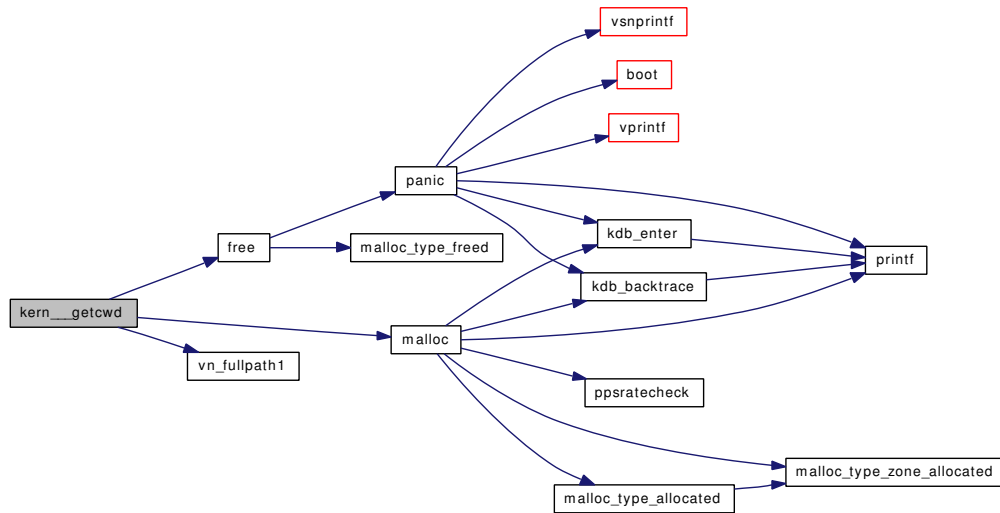 vsnprintf
boot
vprintf
panic
kdb_enter
free
malloc_type_freed
printf
kdb_backtrace
kern___getcwd
malloc
vn_fullpath1
ppsratecheck
malloc_type_zone_allocated
malloc_type_allocated